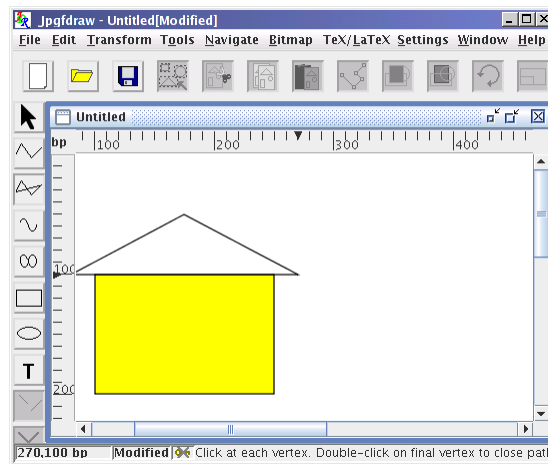 Jpgfdraw - Untitled[Modified]
File Edit Transform Tools Navigate Bitmap TeX/LaTeX Settings Window Help
Untitled
bp 100 200 300 400
100
T
200
270,100 bp Modified Click at each vertex. Double-click on final vertex to close pat